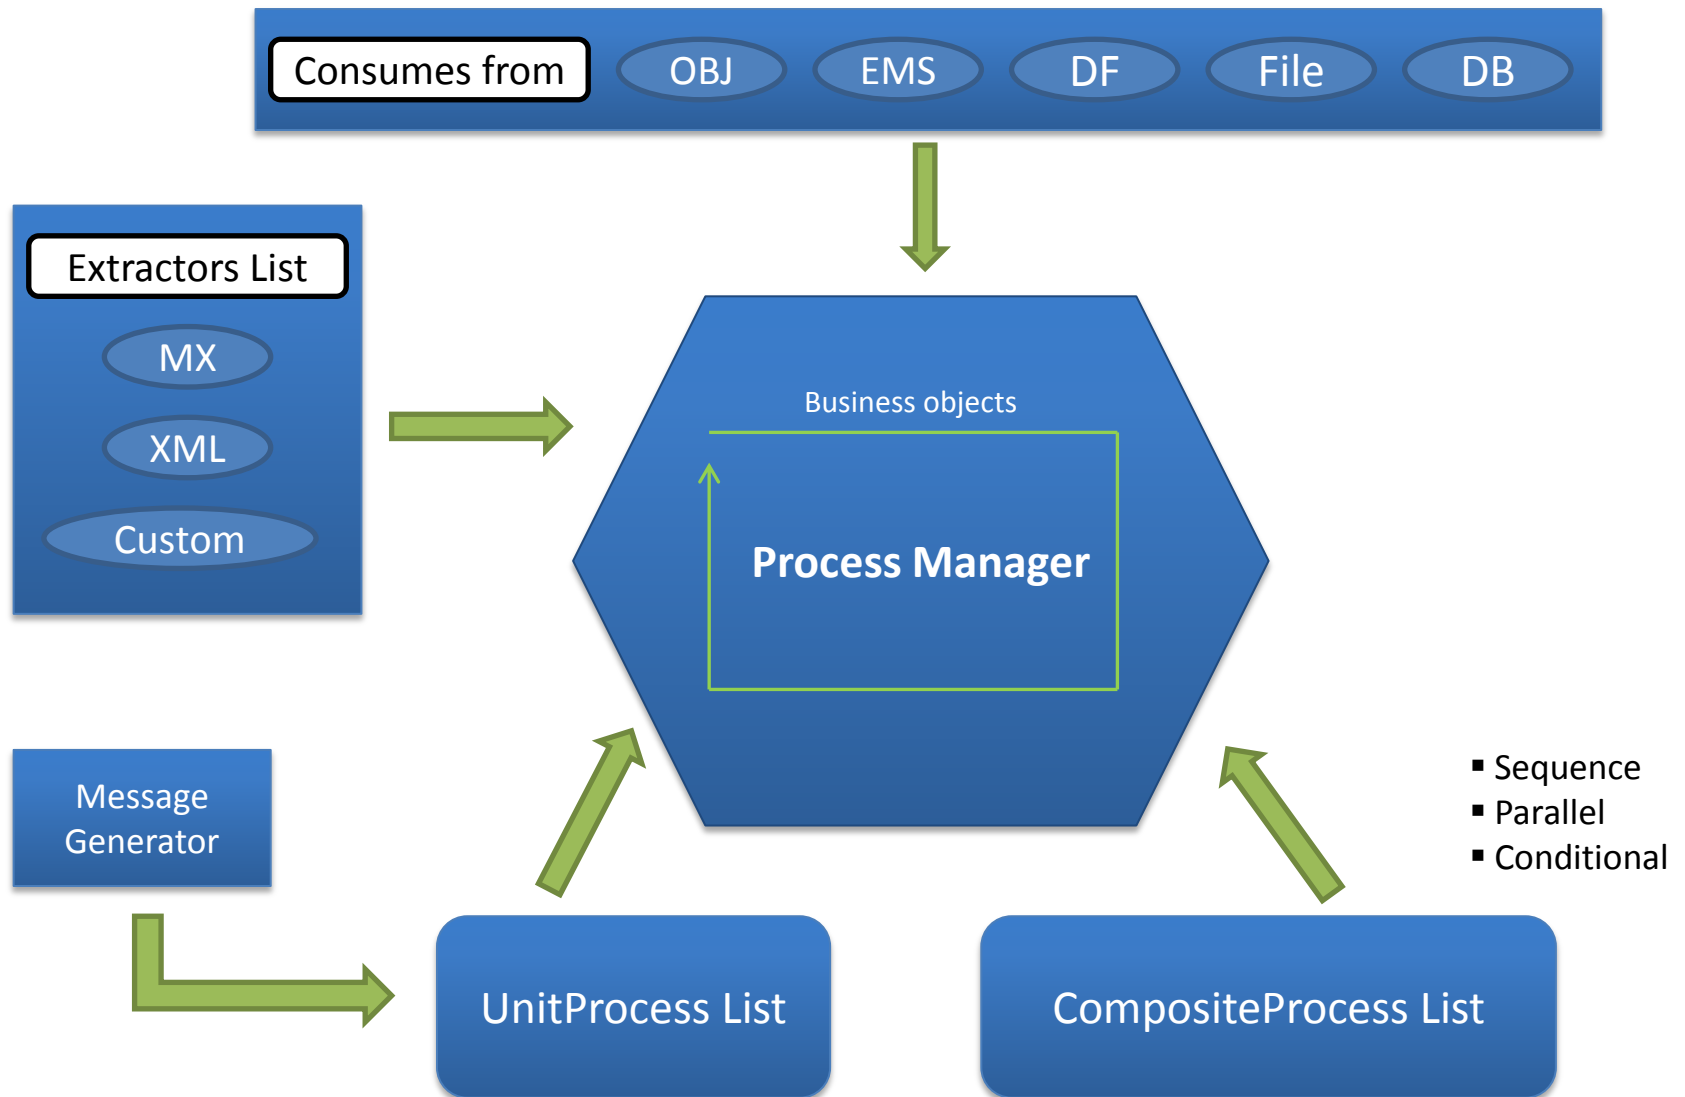 Consumes from OBJ EMS DF File DB
Extractors List
MX
XML
Custom
Business objects
Process Manager
Message
Generator
▪ Sequence
▪ Parallel
▪ Conditional
UnitProcess List
CompositeProcess List